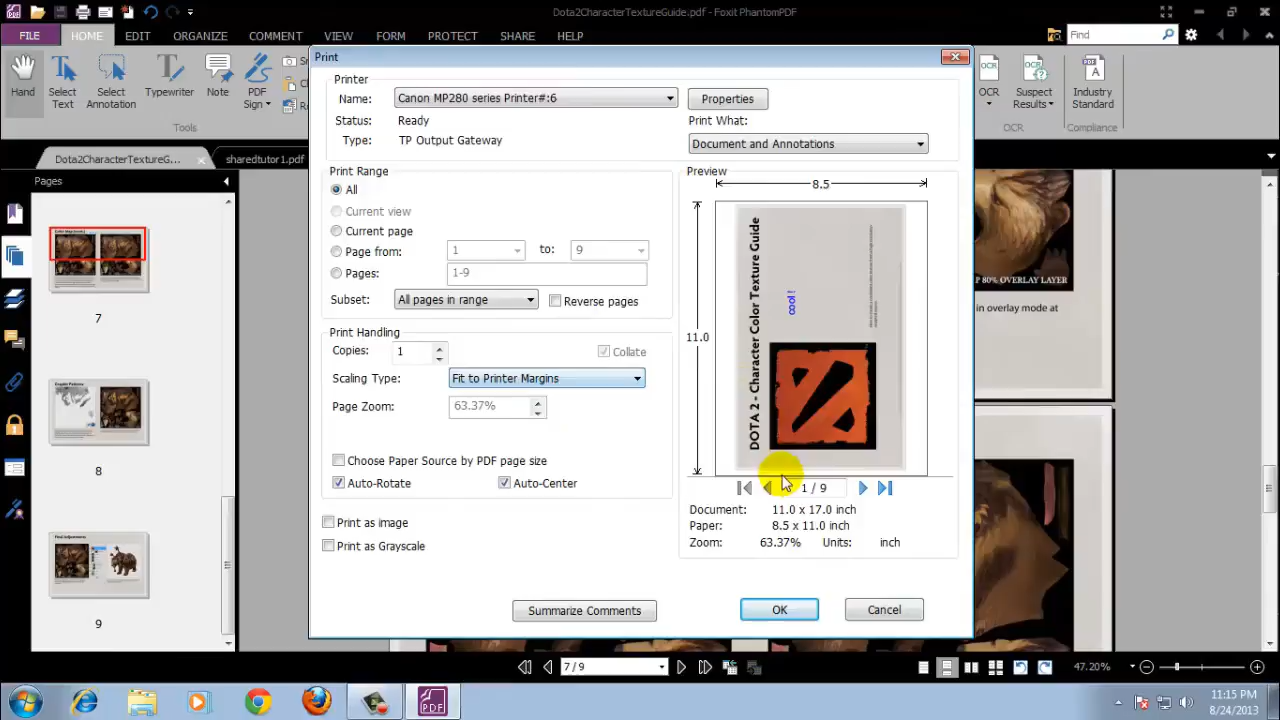 Dota2CharacterTextureGuide.pdf - Foxit PhantomPDF
FILE HOME EDIT ORGANIZE COMMENT VIEW FORM PROTECT SHARE HELP
Find
Hand
Select Text
Select Annotation
Typewriter
Note
PDF Sign
Tools
OCR
Suspect Results
Industry Standard
OCR
Compliance
Dota2CharacterTextureG...
sharedtutor1.pdf
Pages
7
8
9
Print
Printer
Name: Canon MP280 series Printer#:6
Properties
Status: Ready
Print What:
Type: TP Output Gateway
Document and Annotations
Print Range
All
Current view
Current page
Page from: 1 to: 9
Pages: 1-9
Subset: All pages in range
Reverse pages
Print Handling
Copies: 1
Collate
Scaling Type: Fit to Printer Margins
Page Zoom: 63.37%
Choose Paper Source by PDF page size
Auto-Rotate
Auto-Center
Print as image
Print as Grayscale
Summarize Comments
Preview
8.5
11.0
DOTA 2 - Character Color Texture Guide
cool !
1 / 9
Document: 11.0 x 17.0 inch
Paper: 8.5 x 11.0 inch
Zoom: 63.37% Units: inch
OK
Cancel
P 80% OVERLAY LAYER
in overlay mode at
7 / 9
47.20%
11:15 PM
8/24/2013